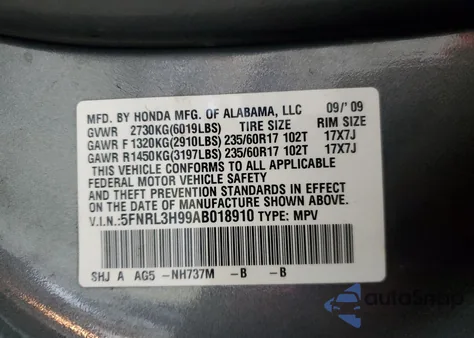 MFD. BY HONDA MFG. OF ALABAMA, LLC 09/'09
GVWR 2730KG(6019LBS) TIRE SIZE RIM SIZE
GAWR F 1320KG(2910LBS) 235/60R17 102T 17X7J
GAWR R1450KG(3197LBS) 235/60R17 102T 17X7J
THIS VEHICLE CONFORMS TO ALL APPLICABLE
FEDERAL MOTOR VEHICLE SAFETY
AND THEFT PREVENTION STANDARDS IN EFFECT ON
THE DATE OF MANUFACTURE SHOWN ABOVE.
V.I.N.:5FNRL3H99AB018910 TYPE: MPV
SHJ A AG5 -NH737M -B -B
autoSnap